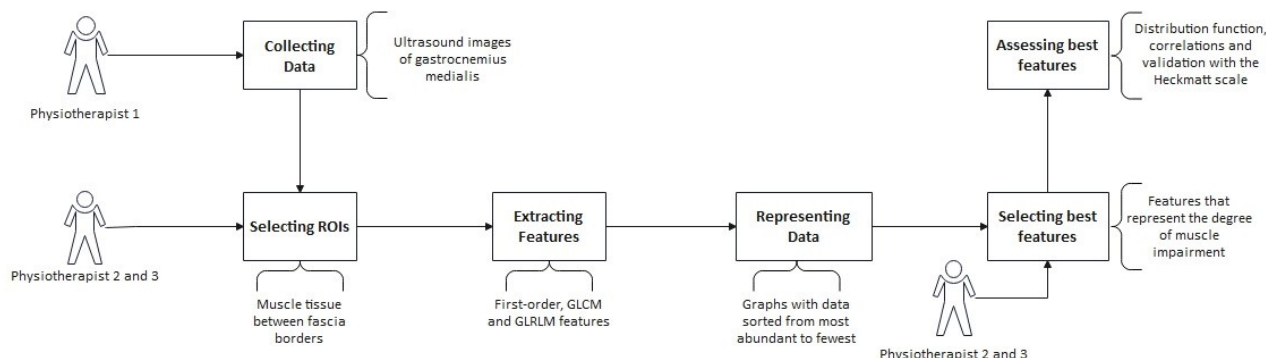 Collecting
Data
Ultrasound images
of gastrocnemius
medialis
Physiotherapist 1
Assessing best
features
Distribution function,
correlations and
validation with the
Heckmatt scale
Selecting ROIs
Muscle tissue
between fascia
borders
Physiotherapist 2 and 3
Extracting
Features
First-order, GLCM
and GLRLM features
Representing
Data
Graphs with data
sorted from most
abundant to fewest
Selecting best
features
Features that
represent the degree
of muscle
impairment
Physiotherapist 2 and 3